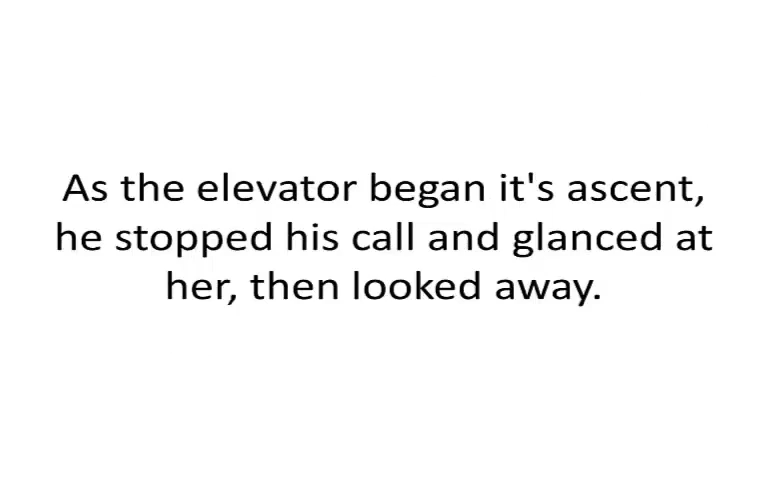 As the elevator began it's ascent,
he stopped his call and glanced at
her, then looked away.